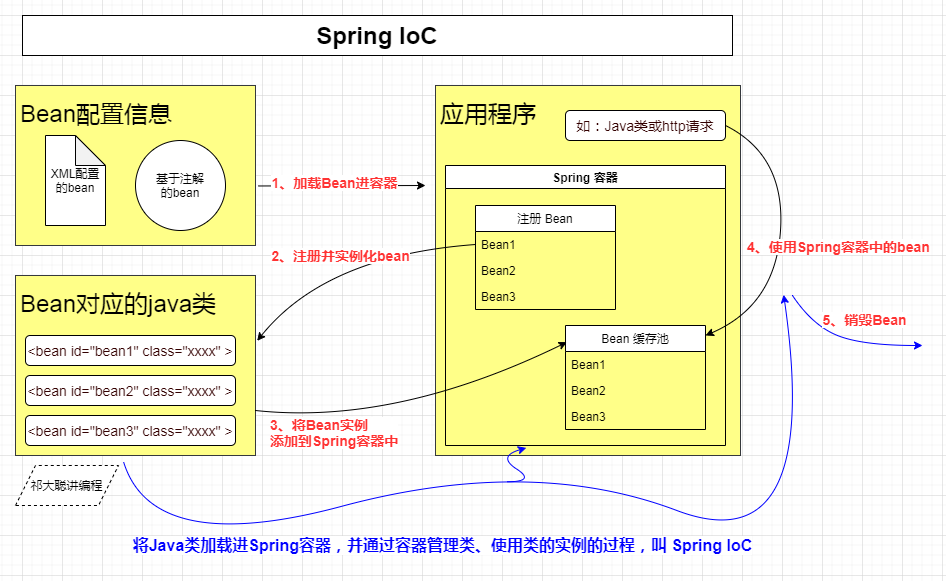 Spring IoC
Bean配置信息
XML配置
的bean
基于注解
的bean
1、加载Bean进容器
应用程序
如：Java类或http请求
Spring 容器
注册 Bean
Bean1
Bean2
Bean3
2、注册并实例化bean
4、使用Spring容器中的bean
Bean对应的java类
<bean id="bean1" class="xxxx" >
<bean id="bean2" class="xxxx" >
<bean id="bean3" class="xxxx" >
Bean 缓存池
Bean1
Bean2
Bean3
5、销毁Bean
3、将Bean实例
添加到Spring容器中
祁大聪讲编程
将Java类加载进Spring容器，并通过容器管理类、使用类的实例的过程，叫 Spring IoC